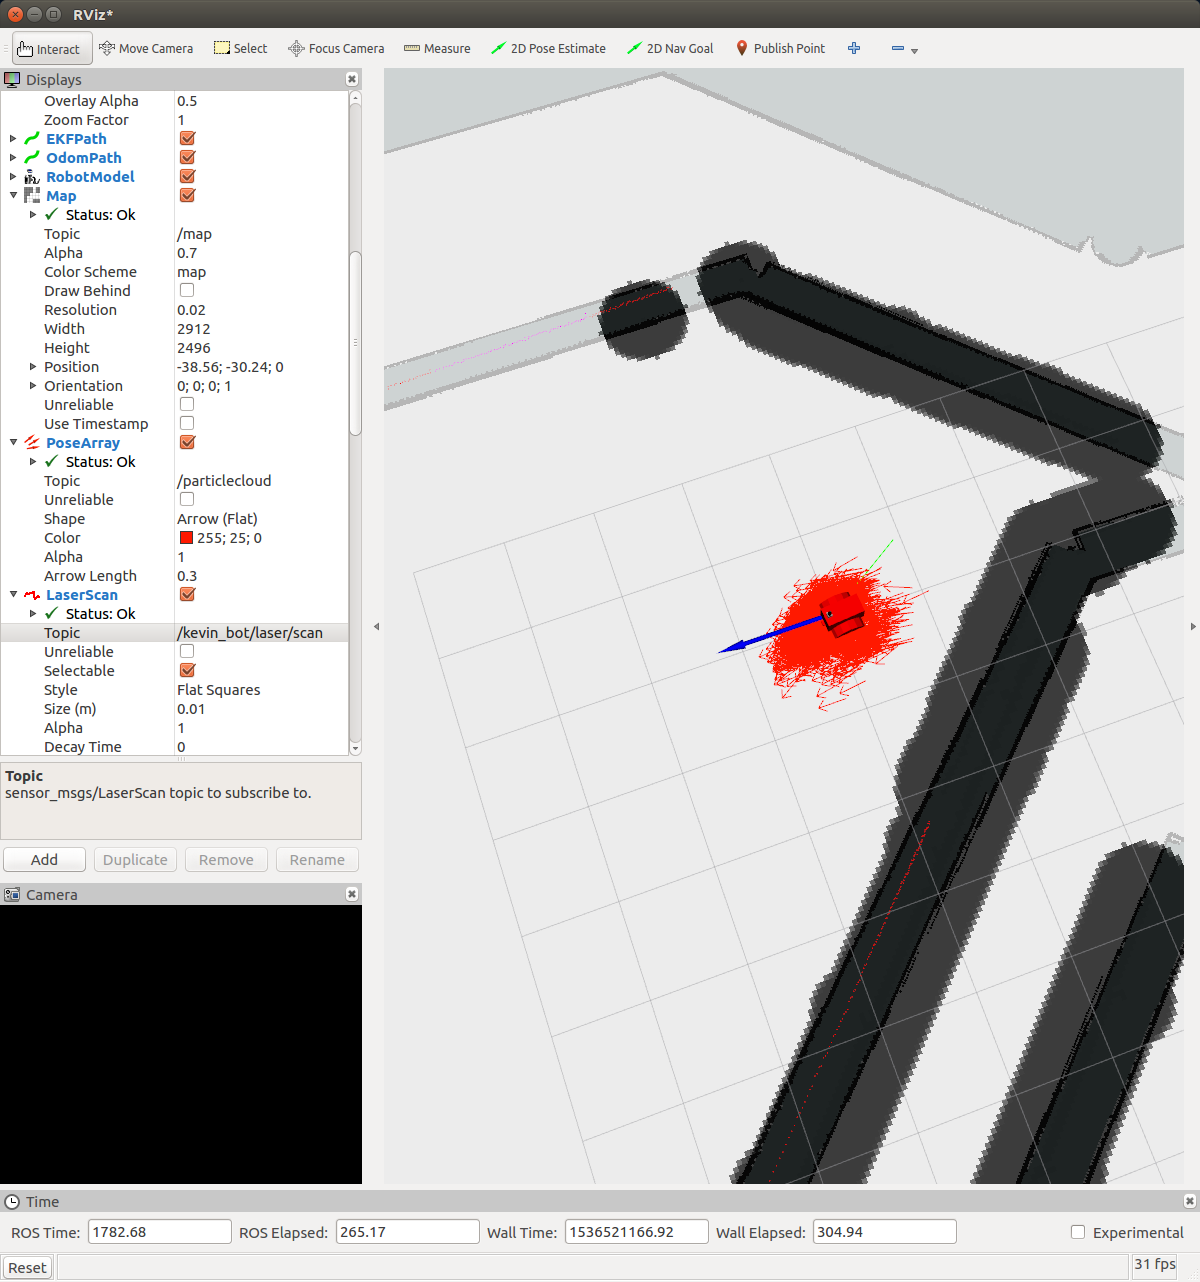 RViz*
Interact Move Camera Select Focus Camera Measure 2D Pose Estimate 2D Nav Goal Publish Point
Displays
Overlay Alpha 0.5
Zoom Factor 1
EKFPath
OdomPath
RobotModel
Map
Status: Ok
Topic /map
Alpha 0.7
Color Scheme map
Draw Behind
Resolution 0.02
Width 2912
Height 2496
Position -38.56; -30.24; 0
Orientation 0; 0; 0; 1
Unreliable
Use Timestamp
PoseArray
Status: Ok
Topic /particlecloud
Unreliable
Shape Arrow (Flat)
Color 255; 25; 0
Alpha 1
Arrow Length 0.3
LaserScan
Status: Ok
Topic /kevin_bot/laser/scan
Unreliable
Selectable
Style Flat Squares
Size (m) 0.01
Alpha 1
Decay Time 0
Topic
sensor_msgs/LaserScan topic to subscribe to.
Add Duplicate Remove Rename
Camera
Time
ROS Time: 1782.68 ROS Elapsed: 265.17 Wall Time: 1536521166.92 Wall Elapsed: 304.94 Experimental
Reset 31 fps